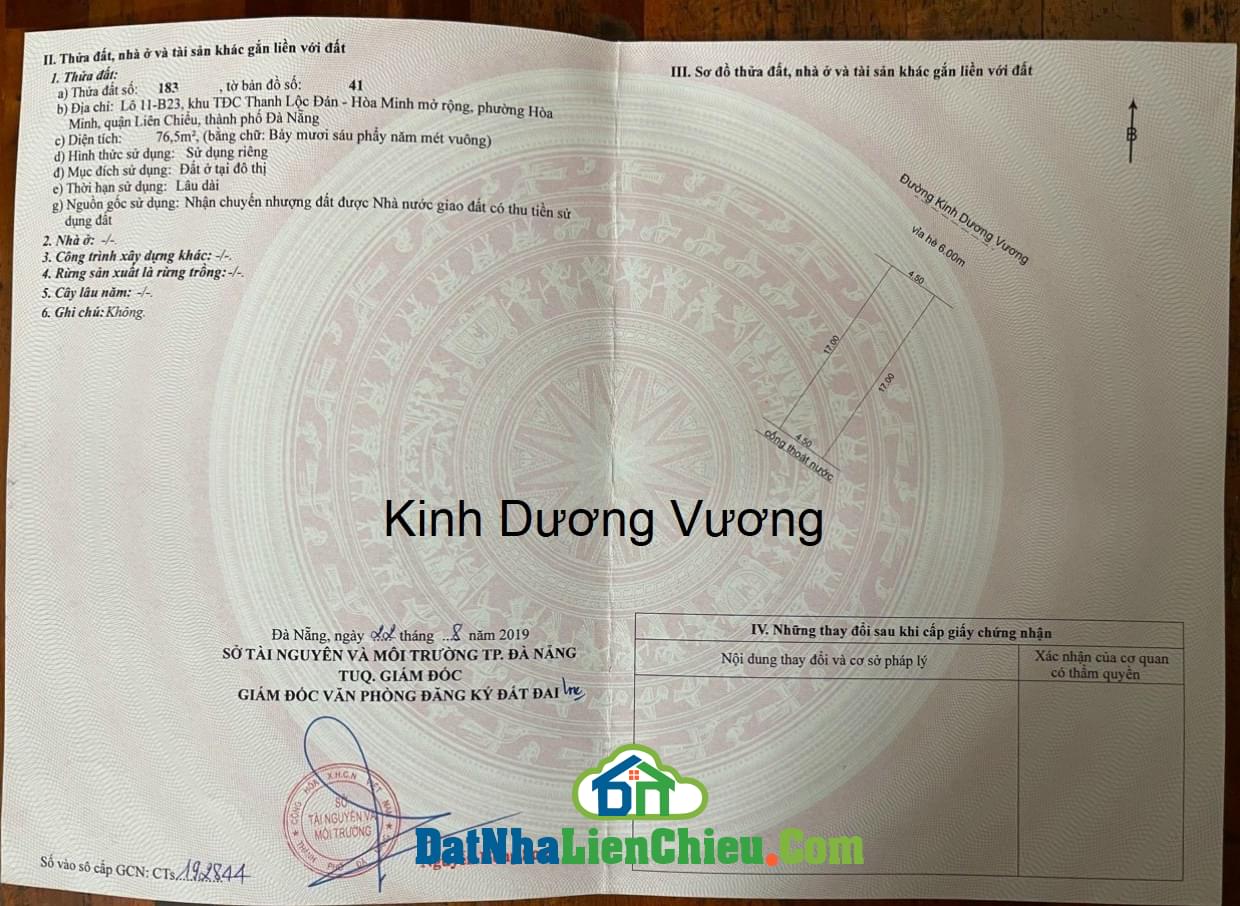 II. Thửa đất, nhà ở và tài sản khác gắn liền với đất
1. Thửa đất:
a) Thửa đất số: 183 , tờ bản đồ số: 41
b) Địa chỉ: Lô 11-B23, khu TĐC Thanh Lộc Đán - Hòa Minh mở rộng, phường Hòa
Minh, quận Liên Chiểu, thành phố Đà Nẵng
c) Diện tích: 76,5m², (bằng chữ: Bảy mươi sáu phẩy năm mét vuông)
d) Hình thức sử dụng: Sử dụng riêng
đ) Mục đích sử dụng: Đất ở tại đô thị
e) Thời hạn sử dụng: Lâu dài
g) Nguồn gốc sử dụng: Nhận chuyển nhượng đất được Nhà nước giao đất có thu tiền sử
dụng đất
2. Nhà ở: -/-
3. Công trình xây dựng khác: -/-.
4. Rừng sản xuất là rừng trồng: -/-.
5. Cây lâu năm: -/-.
6. Ghi chú: Không.
III. Sơ đồ thửa đất, nhà ở và tài sản khác gắn liền với đất
B
Đường Kinh Dương Vương
vỉa hè 6.00m
4,50
17,00
17,00
4,50
cống thoát nước
Kinh Dương Vương
Đà Nẵng, ngày 22 tháng ..8 năm 2019
SỞ TÀI NGUYÊN VÀ MÔI TRƯỜNG TP. ĐÀ NẴNG
TUQ. GIÁM ĐỐC
GIÁM ĐỐC VĂN PHÒNG ĐĂNG KÝ ĐẤT ĐAI
SỞ
TÀI NGUYÊN VÀ
MÔI TRƯỜNG
IV. Những thay đổi sau khi cấp giấy chứng nhận
Nội dung thay đổi và cơ sở pháp lý
Xác nhận của cơ quan
có thẩm quyền
DN
DatNhaLienChieu.Com
Số vào sổ cấp GCN: CTs 192844